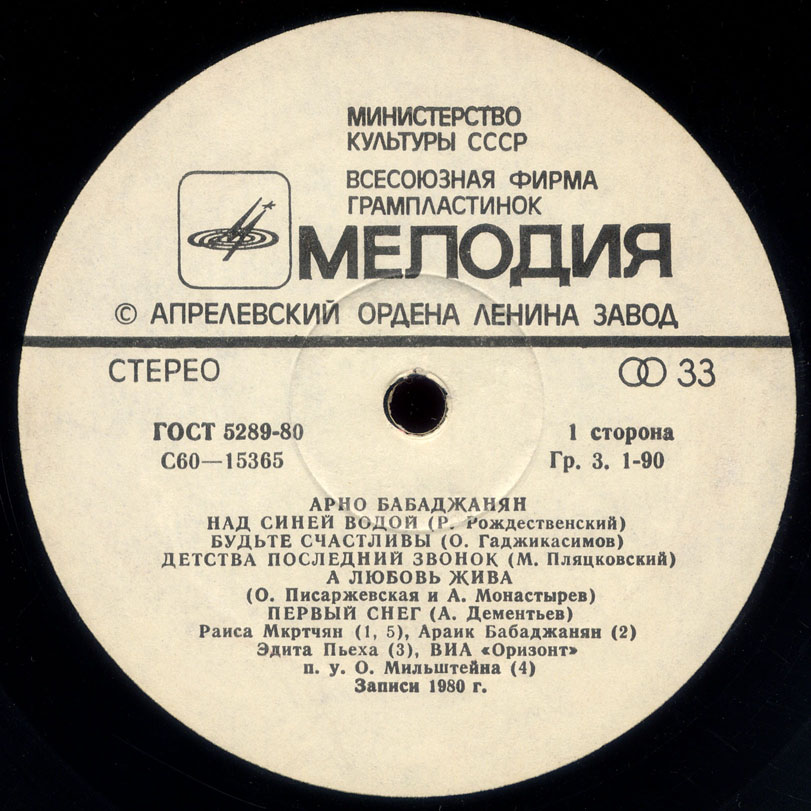 МИНИСТЕРСТВО
КУЛЬТУРЫ СССР
ВСЕСОЮЗНАЯ ФИРМА
ГРАМПЛАСТИНОК
МЕЛОДИЯ
© АПРЕЛЕВСКИЙ ОРДЕНА ЛЕНИНА ЗАВОД
СТЕРЕО 33
ГОСТ 5289-80 1 сторона
С60—15365 Гр. 3. 1-90
АРНО БАБАДЖАНЯН
НАД СИНЕЙ ВОДОЙ (Р. Рождественский)
БУДЬТЕ СЧАСТЛИВЫ (О. Гаджикасимов)
ДЕТСТВА ПОСЛЕДНИЙ ЗВОНОК (М. Пляцковский)
А ЛЮБОВЬ ЖИВА
(О. Писаржевская и А. Монастырев)
ПЕРВЫЙ СНЕГ (А. Дементьев)
Раиса Мкртчян (1, 5), Араик Бабаджанян (2)
Эдита Пьеха (3), ВИА «Оризонт»
п. у О. Мильштейна (4)
Записи 1980 г.